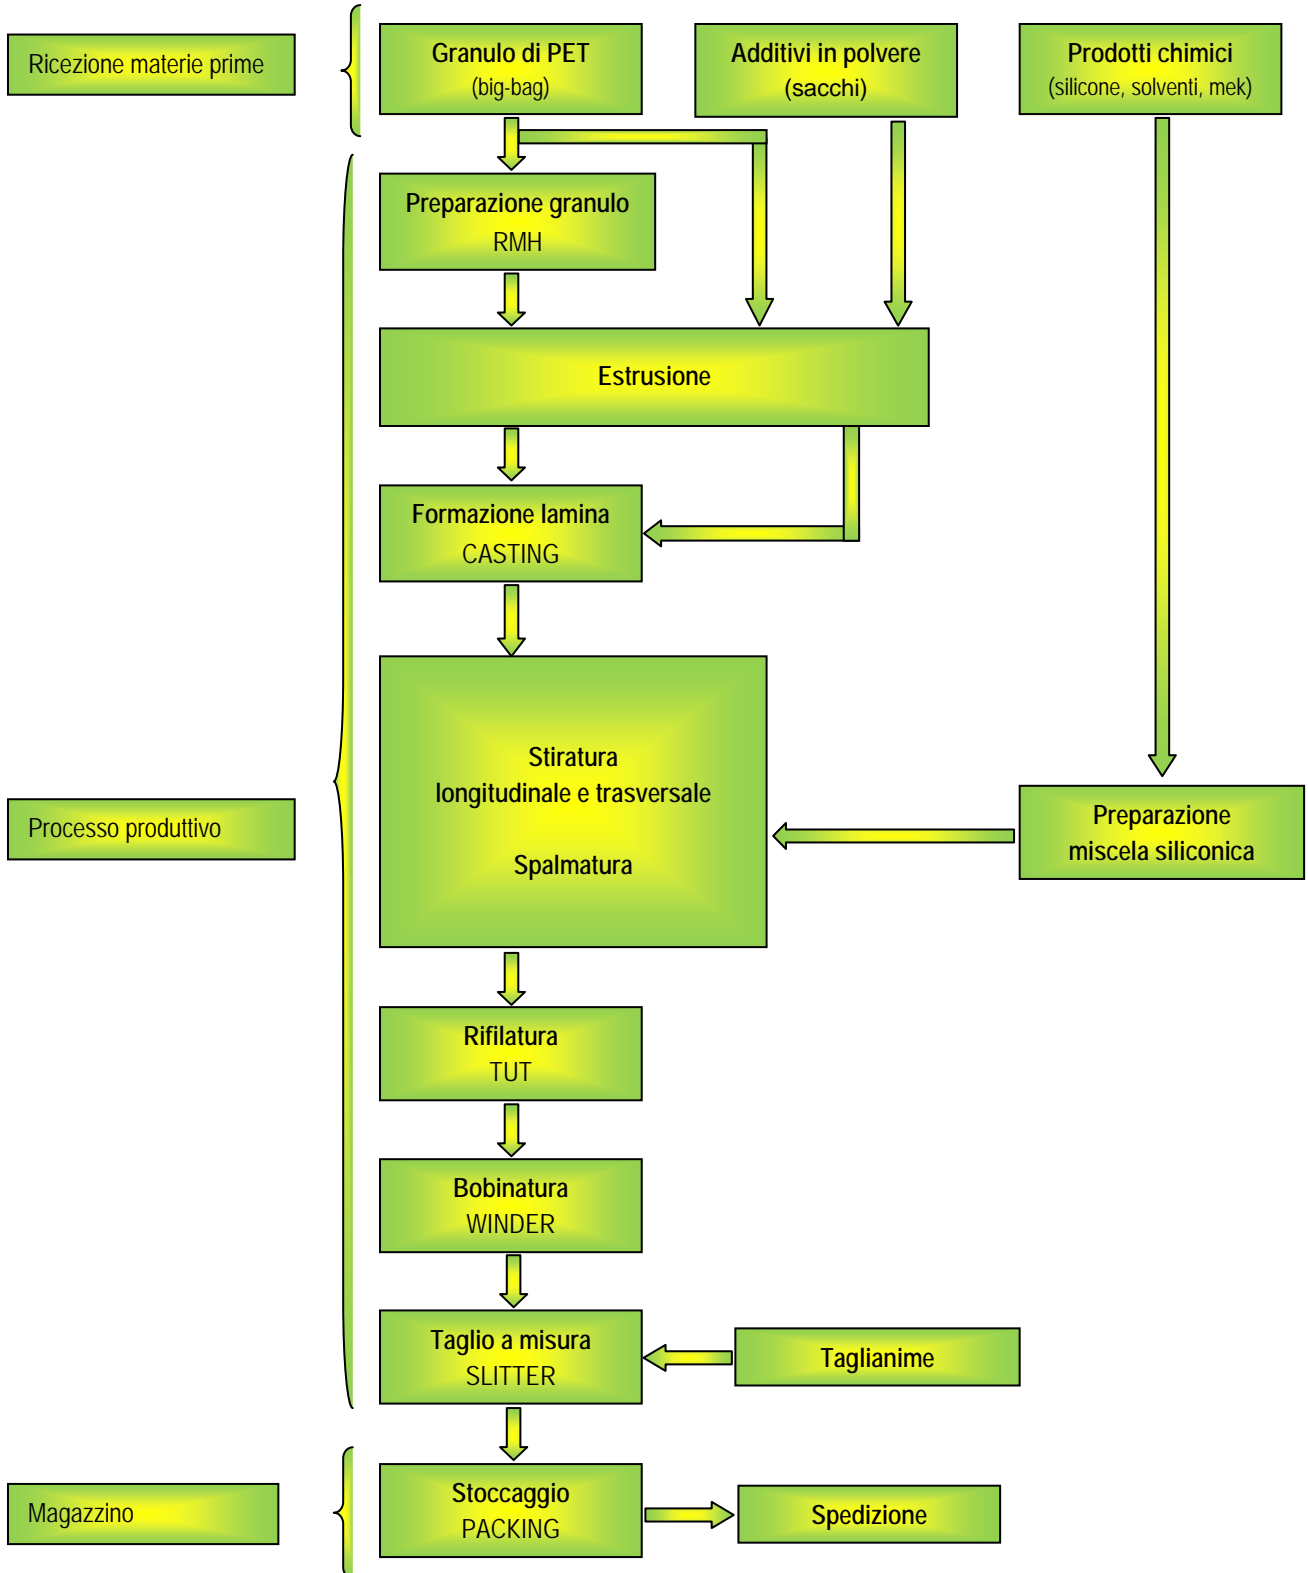 Ricezione materie prime
Granulo di PET
(big-bag)
Additivi in polvere
(sacchi)
Prodotti chimici
(silicone, solventi, mek)
Preparazione granulo
RMH
Estrusione
Formazione lamina
CASTING
Stiratura
longitudinale e trasversale
Spalmatura
Processo produttivo
Preparazione
miscela siliconica
Rifilatura
TUT
Bobinatura
WINDER
Taglio a misura
SLITTER
Taglianime
Magazzino
Stoccaggio
PACKING
Spedizione